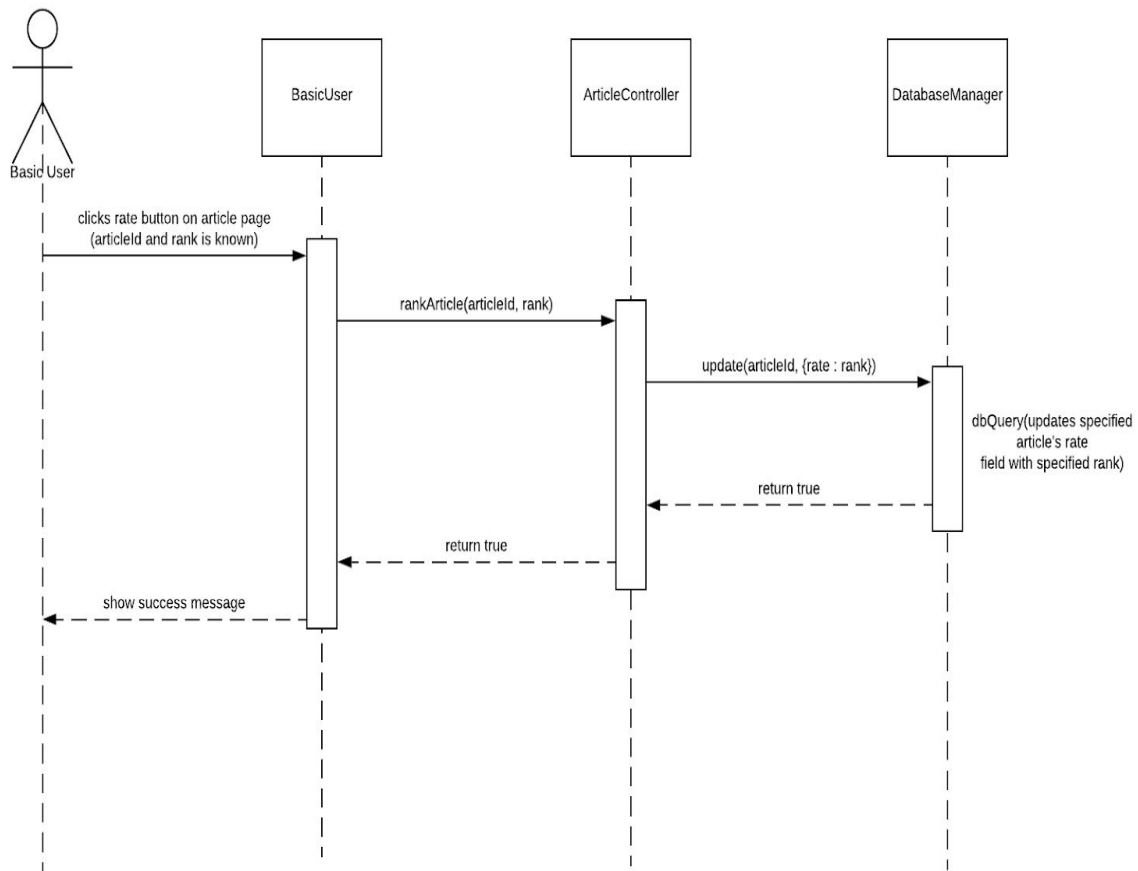 BasicUser
ArticleController
DatabaseManager
Basic User
clicks rate button on article page
(articleId and rank is known)
rankArticle(articleId, rank)
update(articleId, {rate : rank})
dbQuery(updates specified
article's rate
field with specified rank)
return true
return true
show success message